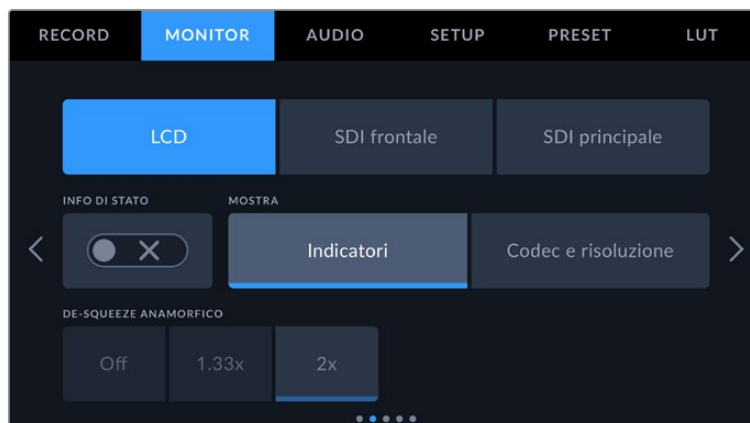 RECORD MONITOR AUDIO SETUP PRESET LUT
LCD SDI frontale SDI principale
INFO DI STATO MOSTRA
Indicatori Codec e risoluzione
DE-SQUEEZE ANAMORFICO
Off 1.33x 2x